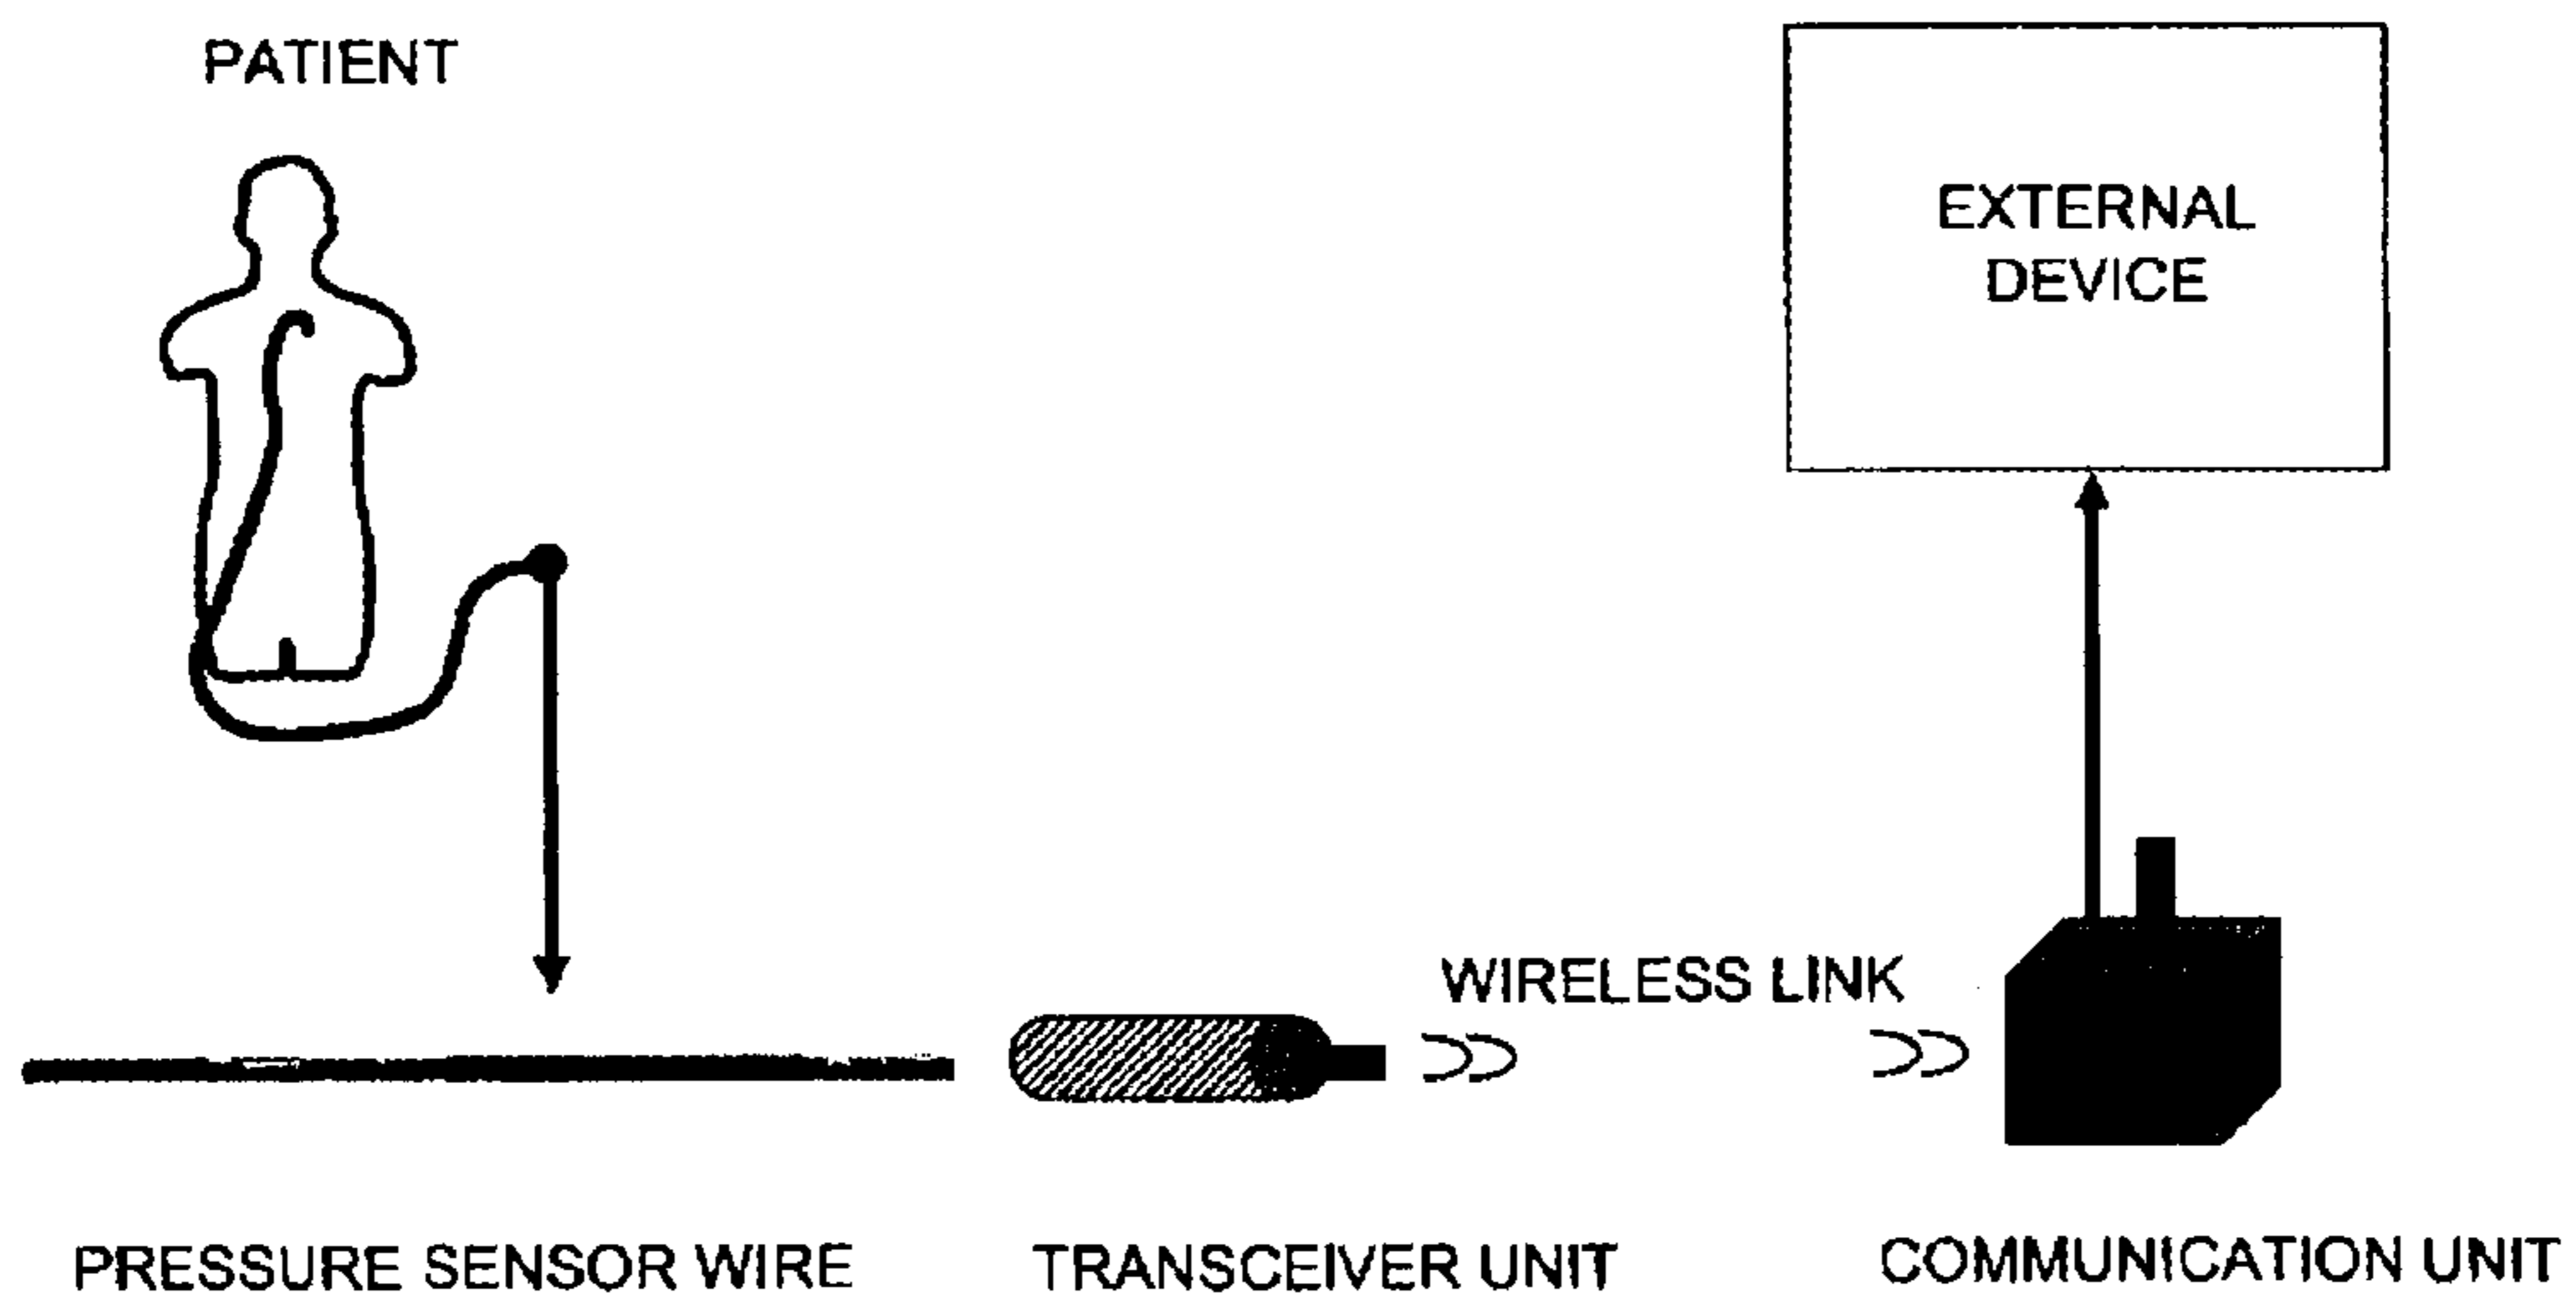 PATIENT
EXTERNAL
DEVICE
WIRELESS LINK
PRESSURE SENSOR WIRE
TRANSCEIVER UNIT
COMMUNICATION UNIT